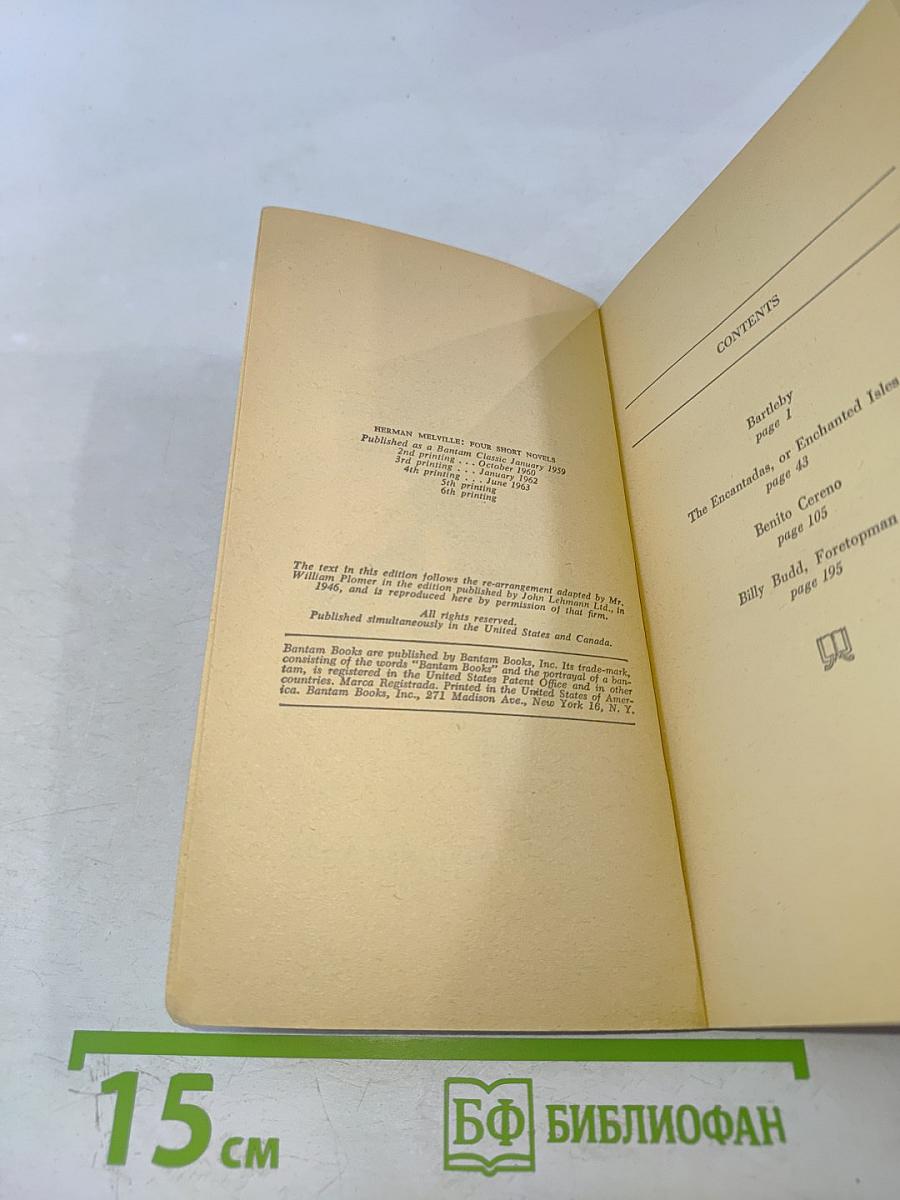 HERMAN MELVILLE: FOUR SHORT NOVELS
Published as a Bantam Classic January 1959
2nd printing . . . October 1960
3rd printing . . . January 1962
4th printing . . . June 1963
5th printing
6th printing
The text in this edition follows the re-arrangement adapted by Mr.
William Plomer in the edition published by John Lehmann Ltd., in
1946, and is reproduced here by permission of that firm.
All rights reserved.
Published simultaneously in the United States and Canada.
Bantam Books are published by Bantam Books, Inc. Its trade-mark,
consisting of the words "Bantam Books" and the portrayal of a ban-
tam, is registered in the United States Patent Office and in other
countries. Marca Registrada. Printed in the United States of Amer-
ica. Bantam Books, Inc., 271 Madison Ave., New York 16, N. Y.
CONTENTS
Bartleby
page 1
The Encantadas, or Enchanted Isles
page 43
Benito Cereno
page 105
Billy Budd, Foretopman
page 195
15 см
БФ БИБЛИОФАН